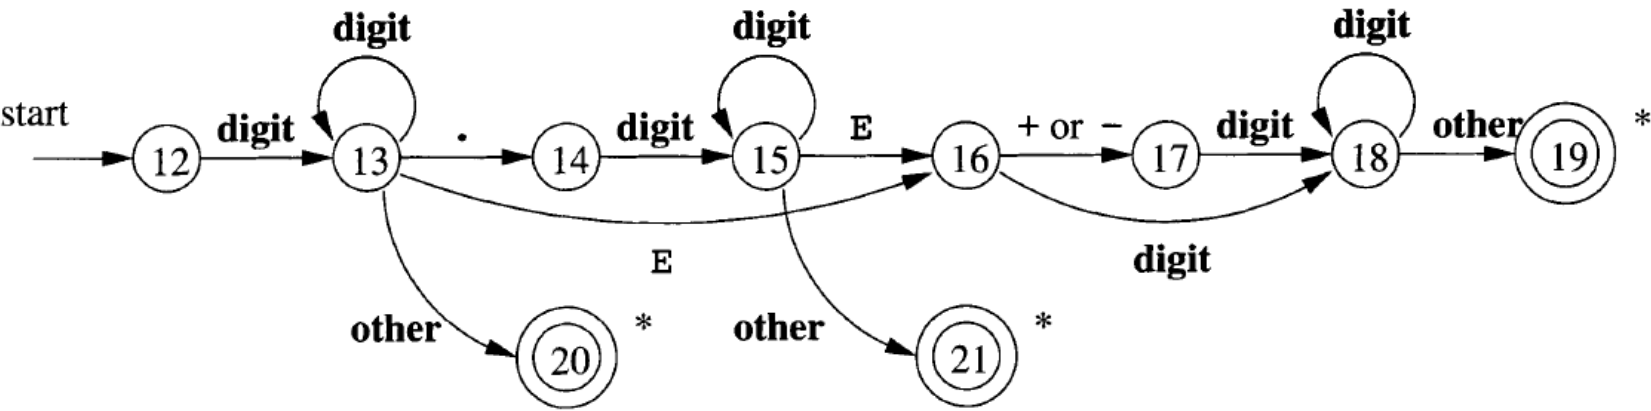 digit digit digit
start
digit . digit E + or − digit other *
12 13 14 15 16 17 18 19
E
digit
other * other *
20 21